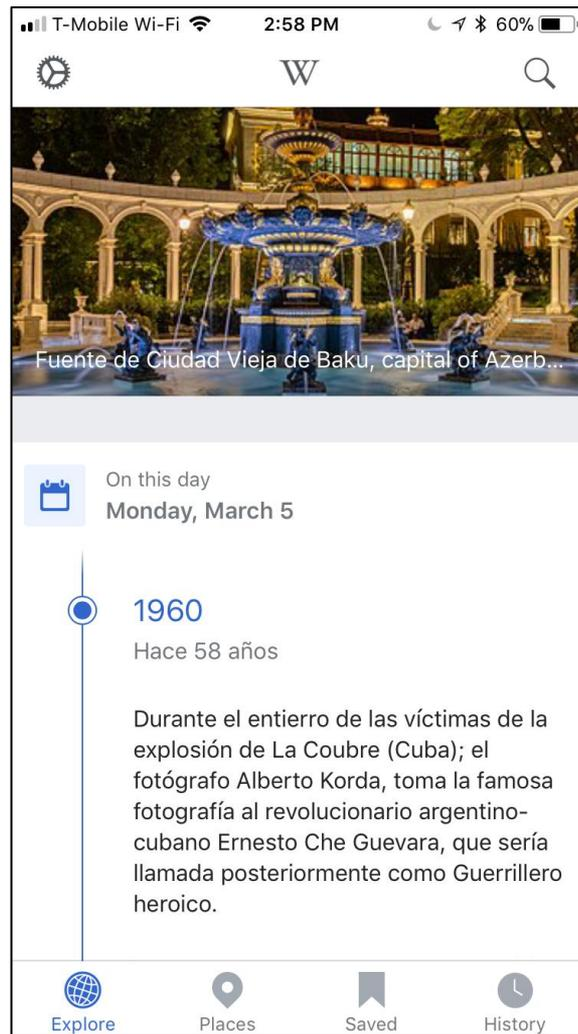 T-Mobile Wi-Fi 2:58 PM 60%
W
Fuente de Ciudad Vieja de Baku, capital of Azerb...
On this day
Monday, March 5
1960
Hace 58 años
Durante el entierro de las víctimas de la
explosión de La Coubre (Cuba); el
fotógrafo Alberto Korda, toma la famosa
fotografía al revolucionario argentino-
cubano Ernesto Che Guevara, que sería
llamada posteriormente como Guerrillero
heroico.
Explore Places Saved History